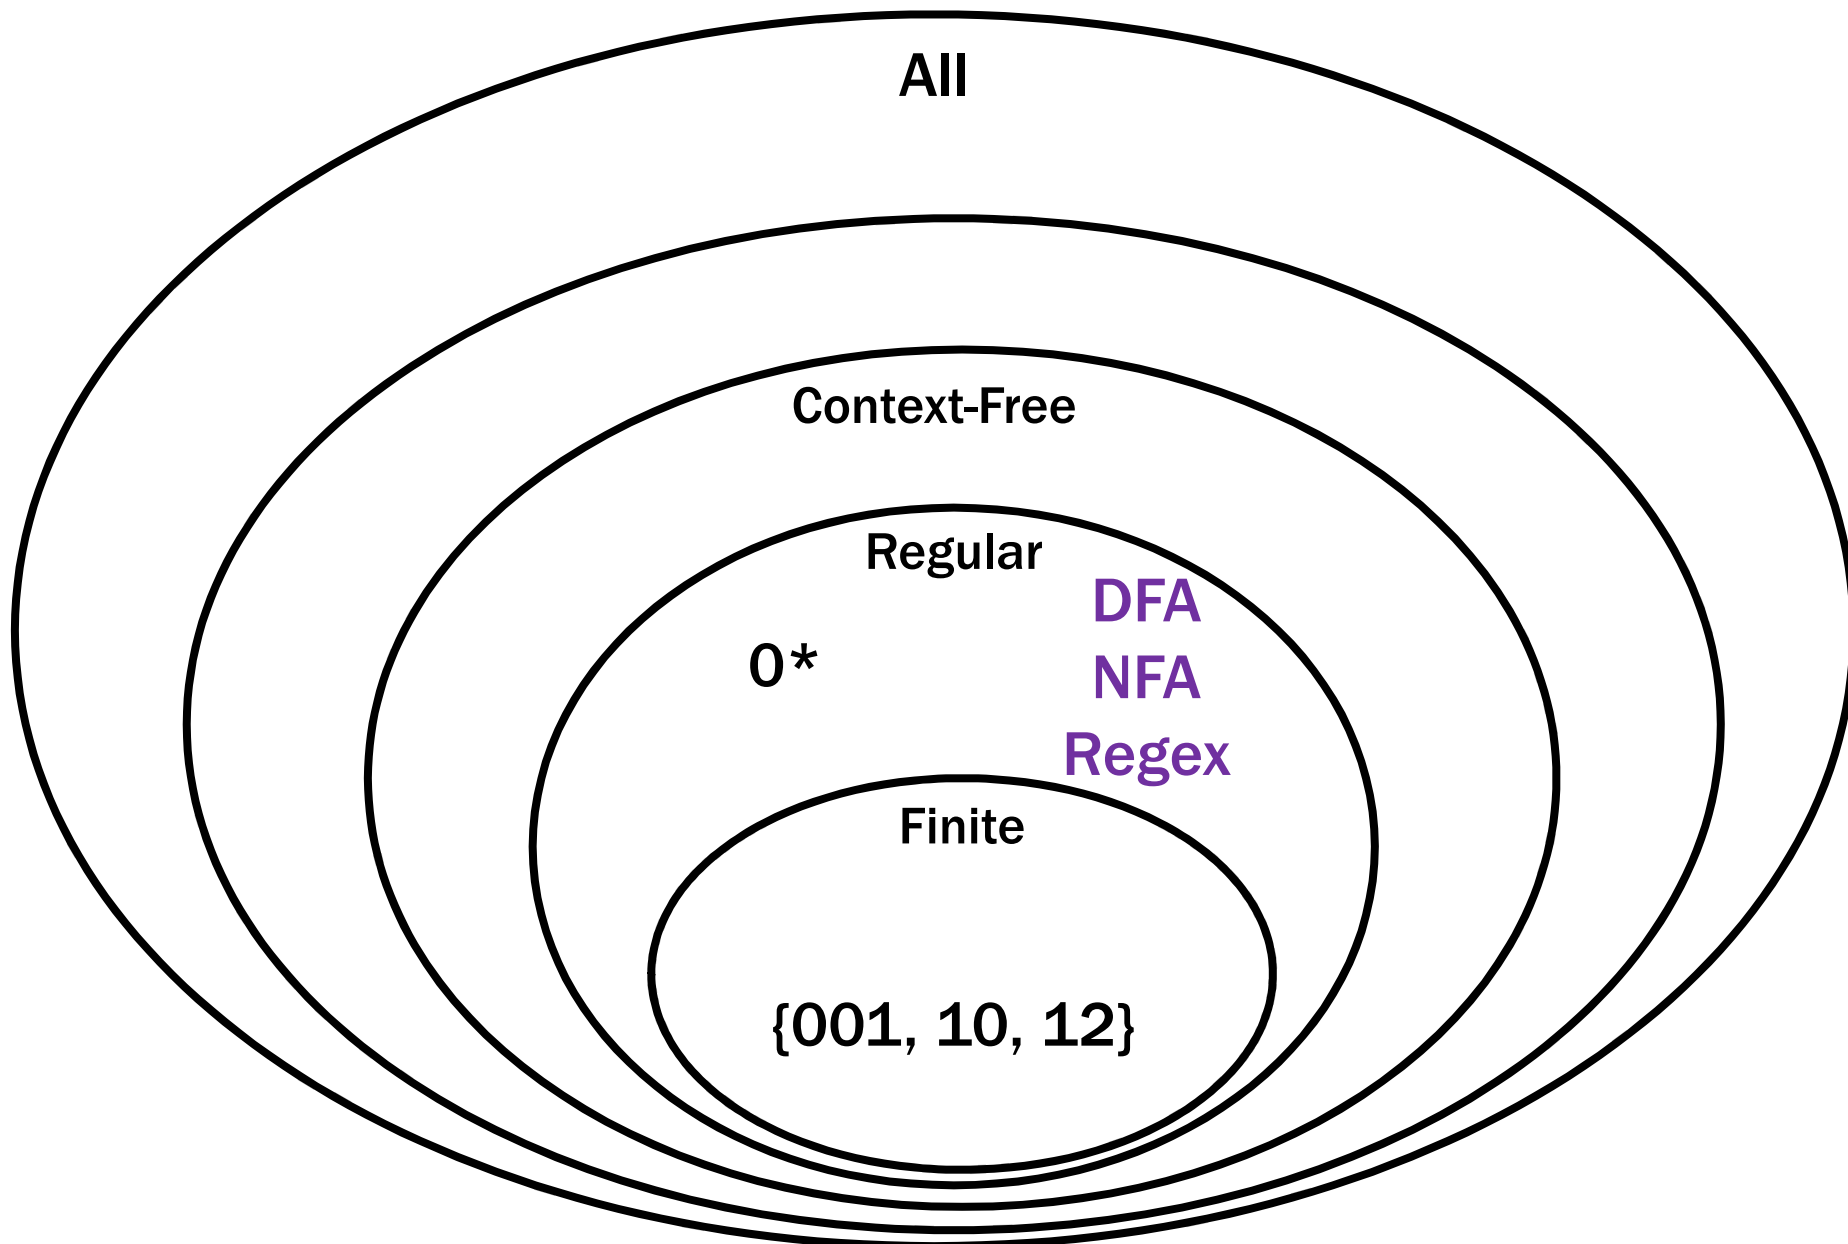 All
Context-Free
Regular
DFA
0*
NFA
Regex
Finite
{001, 10, 12}